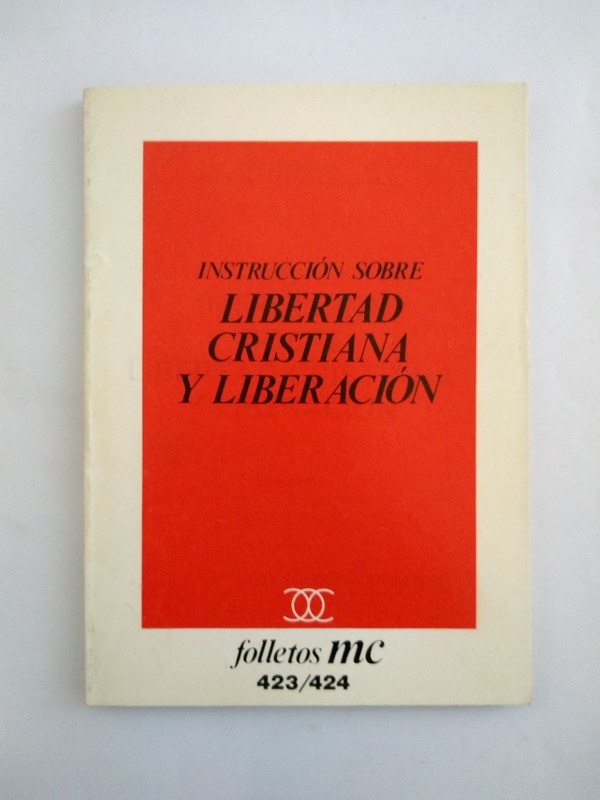 INSTRUCCIÓN SOBRE
LIBERTAD
CRISTIANA
Y LIBERACIÓN
folletos mc
423/424